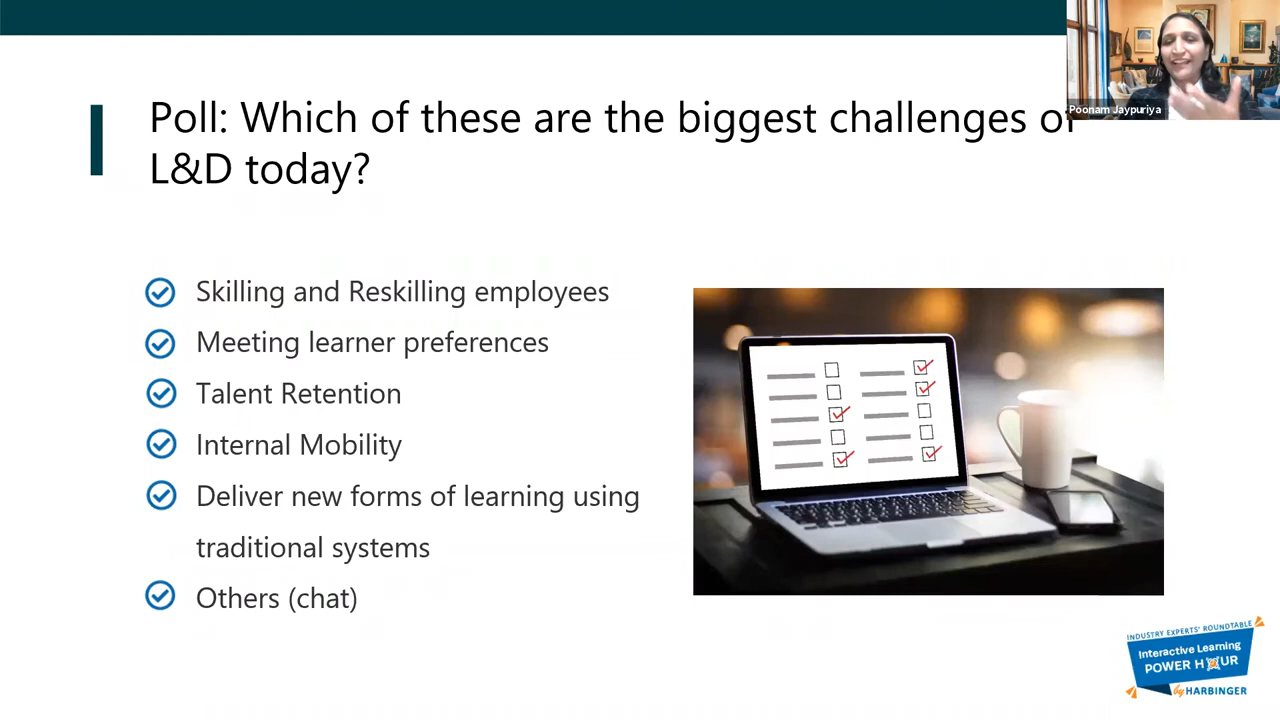 Poonam Jaypuriya
Poll: Which of these are the biggest challenges of
L&D today?
Skilling and Reskilling employees
Meeting learner preferences
Talent Retention
Internal Mobility
Deliver new forms of learning using
traditional systems
Others (chat)
INDUSTRY EXPERTS' ROUNDTABLE
Interactive Learning
POWER HOUR
by HARBINGER